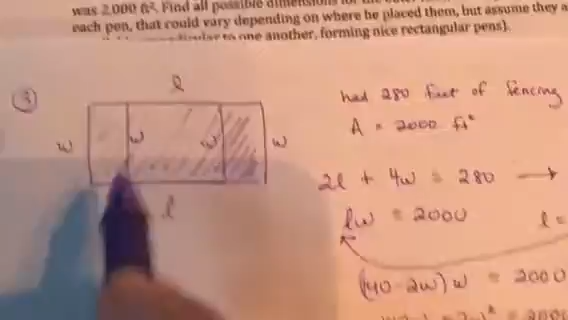 was 2,000 ft². Find all possible dimensions for the
each pen, that could vary depending on where he placed them, but assume they a
to one another, forming nice rectangular pens).
3
l
had 280 feet of fencing
A = 2000 ft²
w w w w
2l + 4w = 280 →
l
lw = 2000 l =
(140-2w)w = 2000